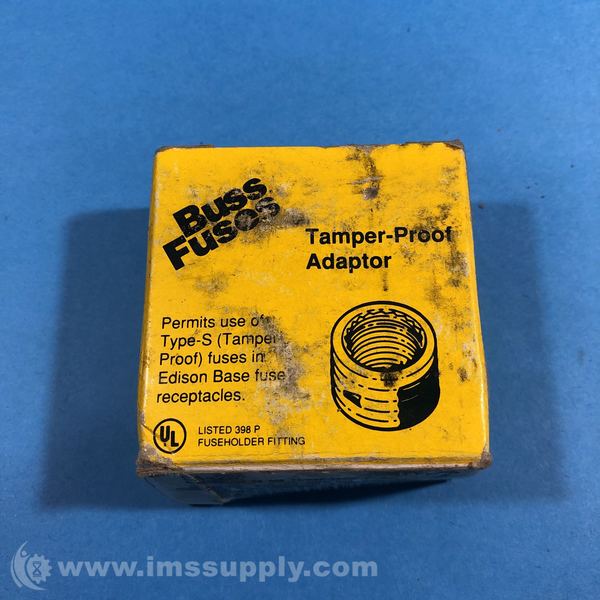 Buss
Fuses
Tamper-Proof
Adaptor
Permits use of
Type-S (Tamper
Proof) fuses in
Edison Base fuse
receptacles.
UL
LISTED 398 P
FUSEHOLDER FITTING
www.imssupply.com